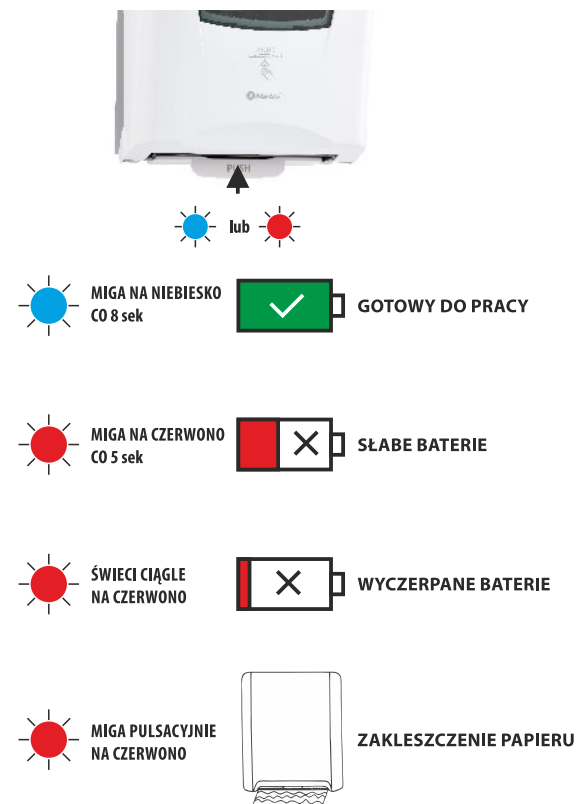 PUSH
lub
MIGA NA NIEBIESKO
CO 8 sek
GOTOWY DO PRACY
MIGA NA CZERWONO
CO 5 sek
SŁABE BATERIE
ŚWIECI CIĄGLE
NA CZERWONO
WYCZERPANE BATERIE
MIGA PULSACYJNIE
NA CZERWONO
ZAKLESZCZENIE PAPIERU